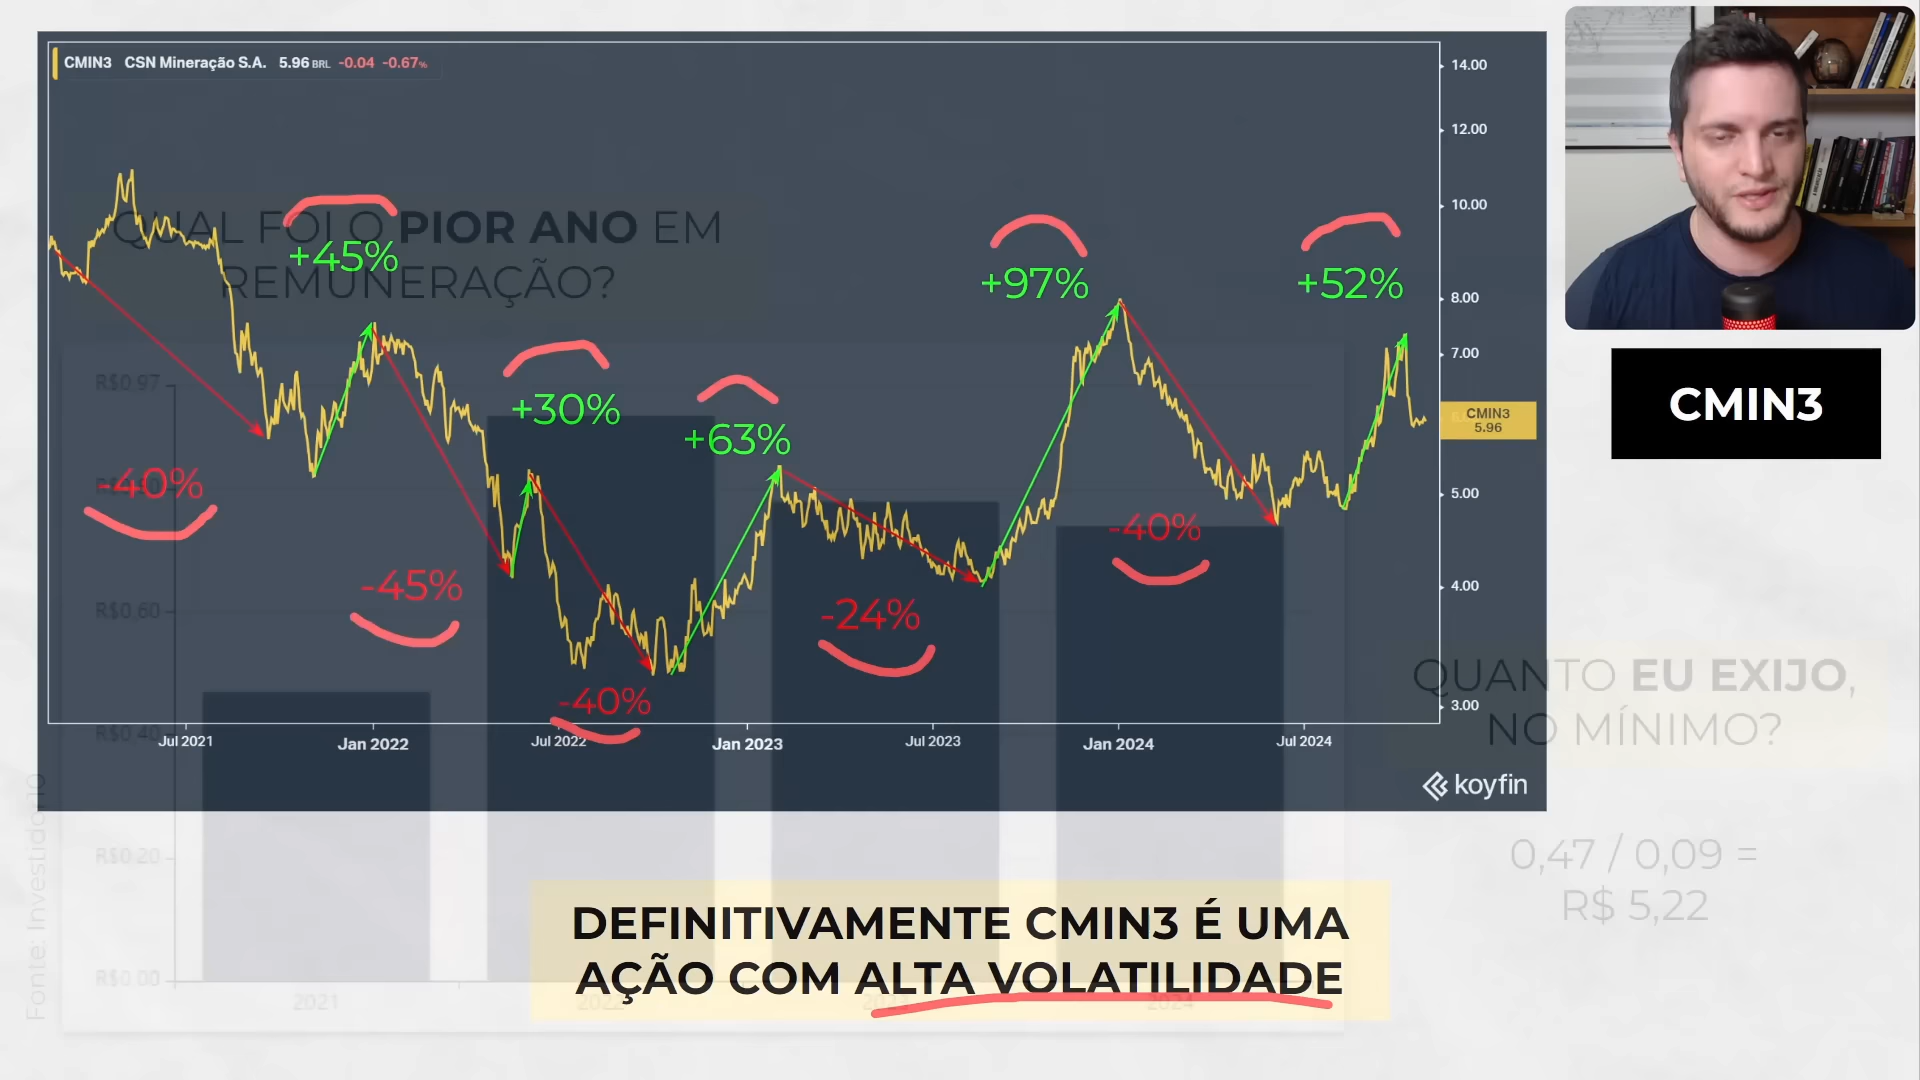 CMIN3 CSN Mineração S.A. 5.96 BRL -0.04 -0.67%
14.00
12.00
10.00
8.00
7.00
CMIN3
5.96
5.00
4.00
3.00
QUAL FOI O PIOR ANO EM
REMUNERAÇÃO?
+45%
+97%
+52%
+30%
+63%
-40%
-45%
-40%
-24%
-40%
R$0,97
R$0,60
R$0,40
R$0,20
R$0,00
Jul 2021
Jan 2022
Jul 2022
Jan 2023
Jul 2023
Jan 2024
Jul 2024
koyfin
CMIN3
QUANTO EU EXIJO,
NO MÍNIMO?
0,47 / 0,09 =
R$ 5,22
2021
2022
2024
Fonte: Investidor10
DEFINITIVAMENTE CMIN3 É UMA
AÇÃO COM ALTA VOLATILIDADE